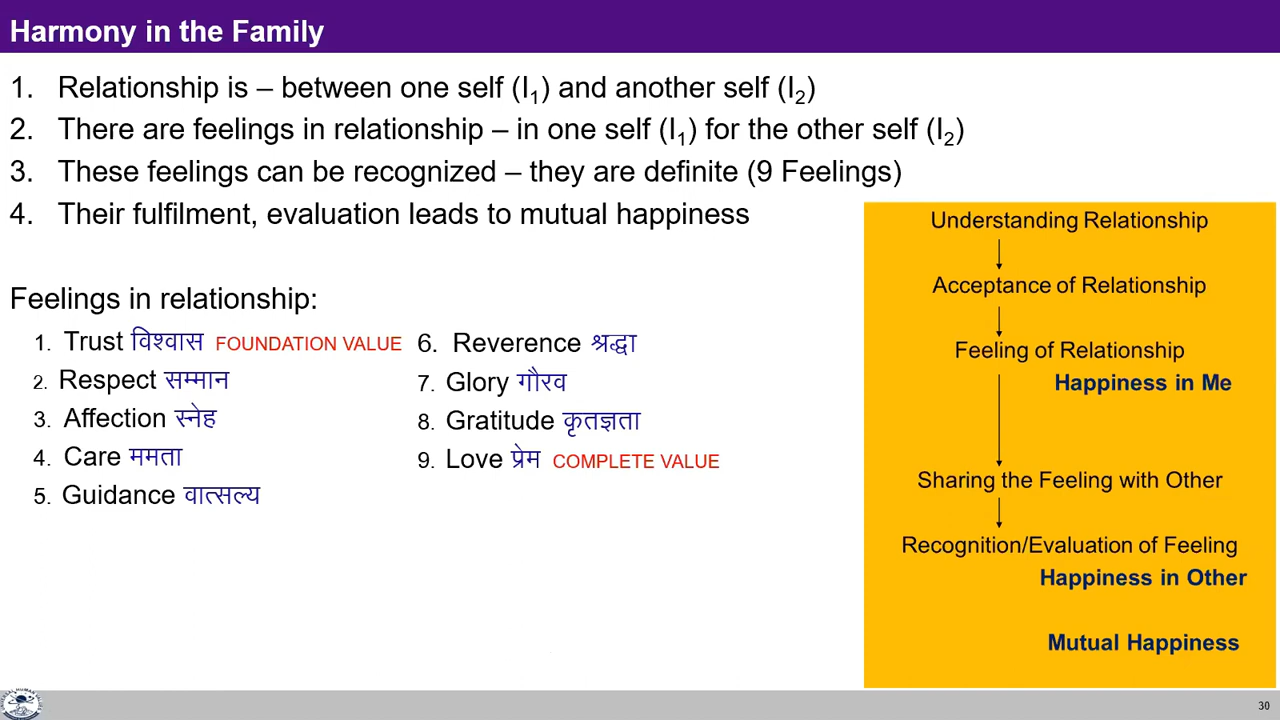 Harmony in the Family
1. Relationship is – between one self (I1) and another self (I2)
2. There are feelings in relationship – in one self (I1) for the other self (I2)
3. These feelings can be recognized – they are definite (9 Feelings)
4. Their fulfilment, evaluation leads to mutual happiness
Feelings in relationship:
1. Trust विश्वास FOUNDATION VALUE
2. Respect सम्मान
3. Affection स्नेह
4. Care ममता
5. Guidance वात्सल्य
6. Reverence श्रद्धा
7. Glory गौरव
8. Gratitude कृतज्ञता
9. Love प्रेम COMPLETE VALUE
Understanding Relationship
Acceptance of Relationship
Feeling of Relationship
Happiness in Me
Sharing the Feeling with Other
Recognition/Evaluation of Feeling
Happiness in Other
Mutual Happiness
30